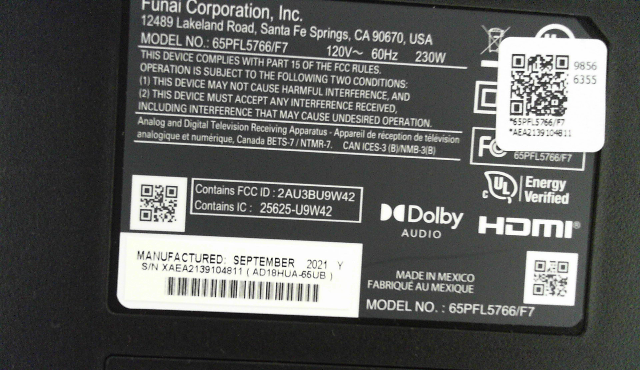 Funai Corporation, Inc.
12489 Lakeland Road, Santa Fe Springs, CA 90670, USA
MODEL NO.: 65PFL5766/F7 120V~ 60Hz 230W
THIS DEVICE COMPLIES WITH PART 15 OF THE FCC RULES.
OPERATION IS SUBJECT TO THE FOLLOWING TWO CONDITIONS:
(1) THIS DEVICE MAY NOT CAUSE HARMFUL INTERFERENCE, AND
(2) THIS DEVICE MUST ACCEPT ANY INTERFERENCE RECEIVED,
INCLUDING INTERFERENCE THAT MAY CAUSE UNDESIRED OPERATION.
Analog and Digital Television Receiving Apparatus - Appareil de réception de télévision
analogique et numérique, Canada BETS-7 / NTMR-7. CAN ICES-3 (B)/NMB-3(B)
9856
6355
*65PFL5766/F7
*AEA2139104811
FC
65PFL5766/F7
UL Energy
Verified
Contains FCC ID : 2AU3BU9W42
Contains IC : 25625-U9W42
Dolby
AUDIO
HDMI®
MANUFACTURED: SEPTEMBER 2021 Y
S/N XAEA2139104811 ( AD18HUA-65UB )
MADE IN MEXICO
FABRIQUÉ AU MEXIQUE
MODEL NO. : 65PFL5766/F7